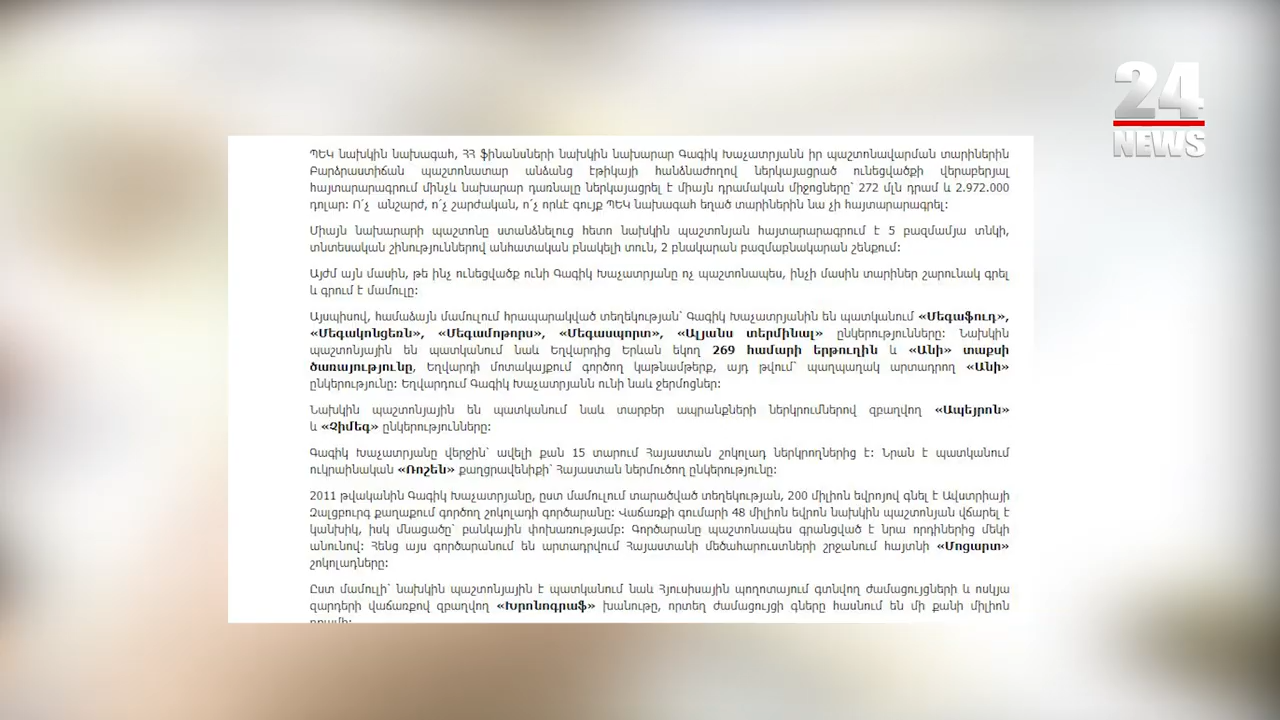 24
NEWS
ՊԵԿ նախկին նախագահ, ՀՀ ֆինանսների նախկին նախարար Գագիկ Խաչատրյանն իր պաշտոնավարման տարիներին
Բարձրաստիճան պաշտոնատար անձանց էթիկայի հանձնաժողով ներկայացրած ունեցվածքի վերաբերյալ
հայտարարագրում մինչև նախարար դառնալը ներկայացրել է միայն դրամական միջոցները՝ 272 մլն դրամ և 2.972.000
դոլար: Ո՛չ անշարժ, ո՛չ շարժական, ո՛չ որևէ գույք ՊԵԿ նախագահ եղած տարիներին նա չի հայտարարագրել:
Միայն նախարարի պաշտոնը ստանձնելուց հետո նախկին պաշտոնյան հայտարարագրում է 5 բազմամյա տնկի,
տնտեսական շինություններով անհատական բնակելի տուն, 2 բնակարան բազմաբնակարան շենքում:
Այժմ այն մասին, թե ինչ ունեցվածք ունի Գագիկ Խաչատրյանը ոչ պաշտոնապես, ինչի մասին տարիներ շարունակ գրել
և գրում է մամուլը:
Այսպիսով, համաձայն մամուլում հրապարակված տեղեկության՝ Գագիկ Խաչատրյանին են պատկանում «Մեգաֆուդ»,
«Մեգակոնցեռն», «Մեգամոթորս», «Մեգասպորտ», «Ալյանս տերմինալ» ընկերությունները: Նախկին
պաշտոնյային են պատկանում նաև Եղվարդից Երևան եկող 269 համարի երթուղին և «Անի» տաքսի
ծառայությունը, Եղվարդի մոտակայքում գործող կաթնամթերք, այդ թվում՝ պաղպաղակ արտադրող «Անի»
ընկերությունը: Եղվարդում Գագիկ Խաչատրյանն ունի նաև ջերմոցներ:
Նախկին պաշտոնյային են պատկանում նաև տարբեր ապրանքների ներկրումներով զբաղվող «Ապեյրոն»
և «Չիմեգ» ընկերությունները:
Գագիկ Խաչատրյանը վերջին՝ ավելի քան 15 տարում Հայաստան շոկոլադ ներկրողներից է: Նրան է պատկանում
ուկրաինական «Ռոշեն» քաղցրավենիքի՝ Հայաստան ներմուծող ընկերությունը:
2011 թվականին Գագիկ Խաչատրյանը, ըստ մամուլում տարածված տեղեկության, 200 միլիոն եվրոյով գնել է Ավստրիայի
Զալցբուրգ քաղաքում գործող շոկոլադի գործարանը: Վաճառքի գումարի 48 միլիոն եվրոն նախկին պաշտոնյան վճարել է
կանխիկ, իսկ մնացածը՝ բանկային փոխառությամբ: Գործարանը պաշտոնապես գրանցված է նրա որդիներից մեկի
անունով: Հենց այս գործարանում են արտադրվում Հայաստանի մեծահարուստների շրջանում հայտնի «Մոցարտ»
շոկոլադները:
Ըստ մամուլի՝ նախկին պաշտոնյային է պատկանում նաև Հյուսիսային պողոտայում գտնվող ժամացույցների և ոսկյա
զարդերի վաճառքով զբաղվող «Խրոնոգրաֆ» խանութը, որտեղ ժամացույցի գները հասնում են մի քանի միլիոն